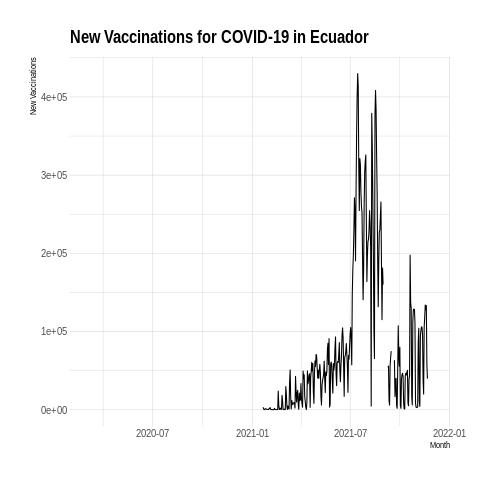 New Vaccinations for COVID-19 in Ecuador
New Vaccinations
4e+05
3e+05
2e+05
1e+05
0e+00
2020-07
2021-01
2021-07
2022-01
Month